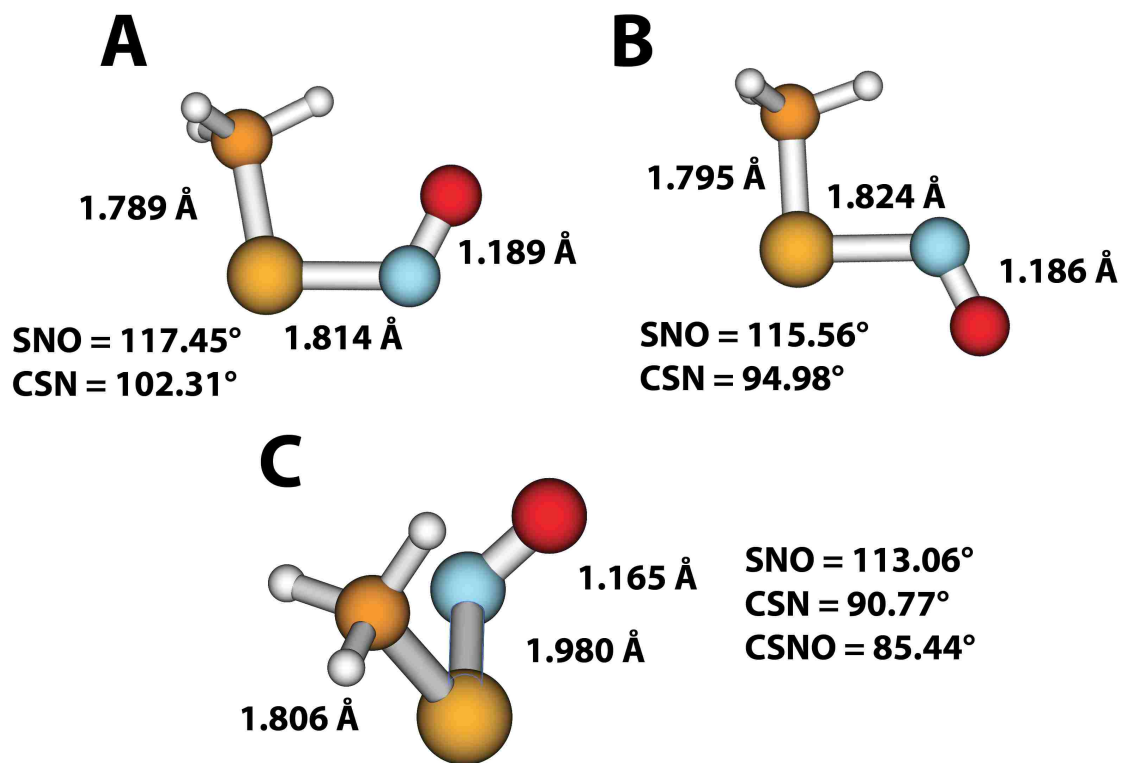 A
B
1.789 Å
1.189 Å
1.814 Å
SNO = 117.45°
CSN = 102.31°
1.795 Å
1.824 Å
1.186 Å
SNO = 115.56°
CSN = 94.98°
C
1.165 Å
1.980 Å
1.806 Å
SNO = 113.06°
CSN = 90.77°
CSNO = 85.44°